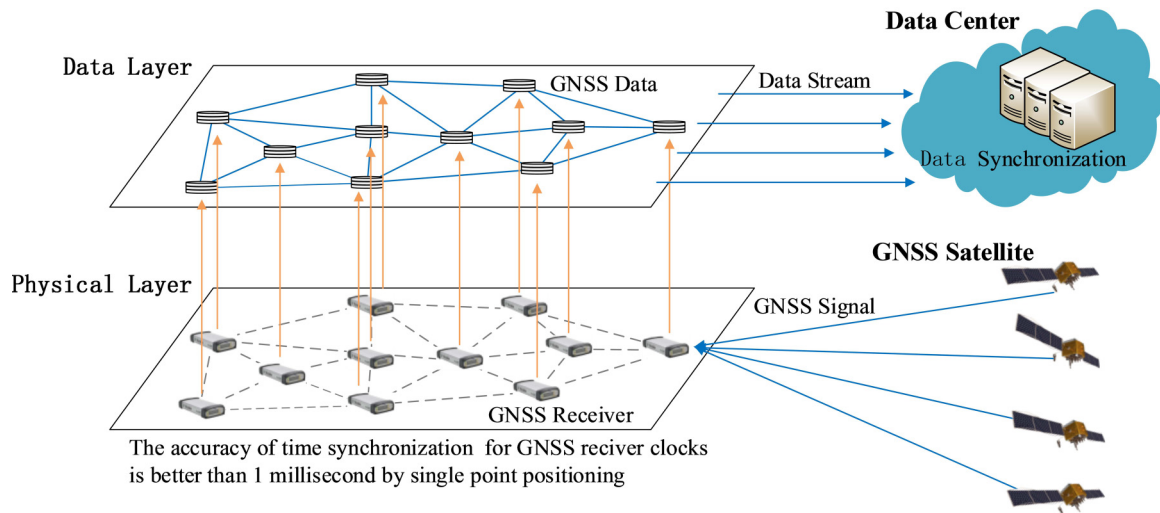 Data Center
Data Layer
GNSS Data
Data Stream
Data Synchronization
GNSS Satellite
Physical Layer
GNSS Signal
GNSS Receiver
The accuracy of time synchronization for GNSS reciver clocks
is better than 1 millisecond by single point positioning